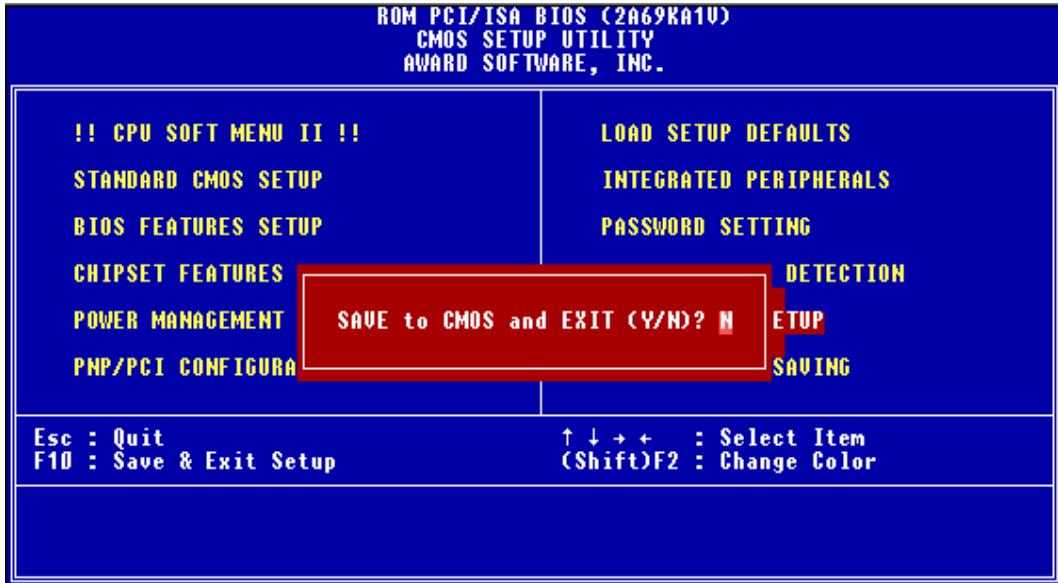 ROM PCI/ISA BIOS (2A69KA1V)
CMOS SETUP UTILITY
AWARD SOFTWARE, INC.
!! CPU SOFT MENU II !!
STANDARD CMOS SETUP
BIOS FEATURES SETUP
CHIPSET FEATURES
POWER MANAGEMENT
PNP/PCI CONFIGURA
LOAD SETUP DEFAULTS
INTEGRATED PERIPHERALS
PASSWORD SETTING
DETECTION
ETUP
SAVING
SAVE to CMOS and EXIT (Y/N)? N
Esc : Quit
F10 : Save & Exit Setup
↑ ↓ → ← : Select Item
(Shift)F2 : Change Color